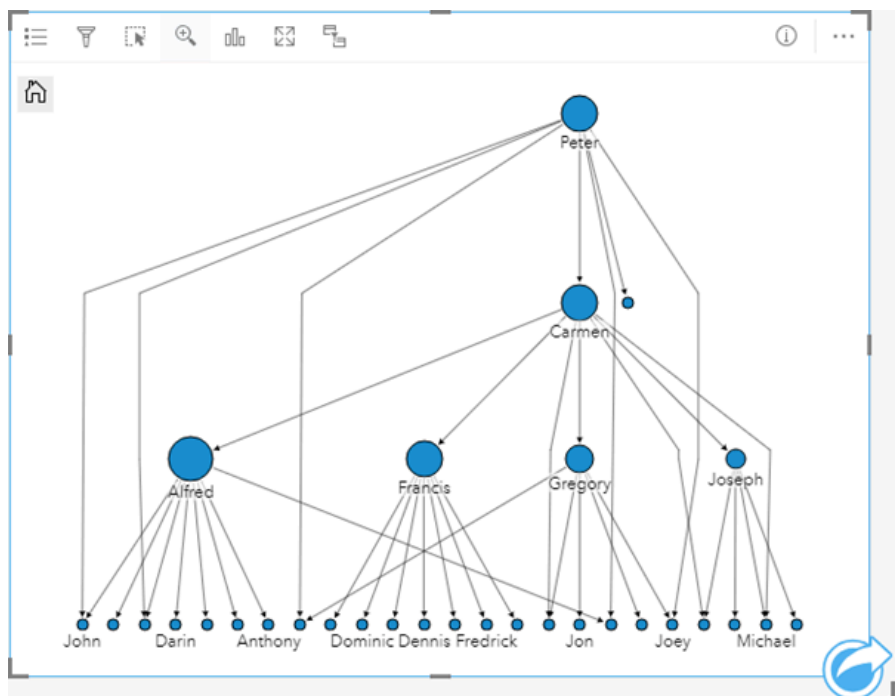 Peter
Carmen
Alfred
Francis
Gregory
Joseph
John
Darin
Anthony
Dominic
Dennis
Fredrick
Jon
Joey
Michael